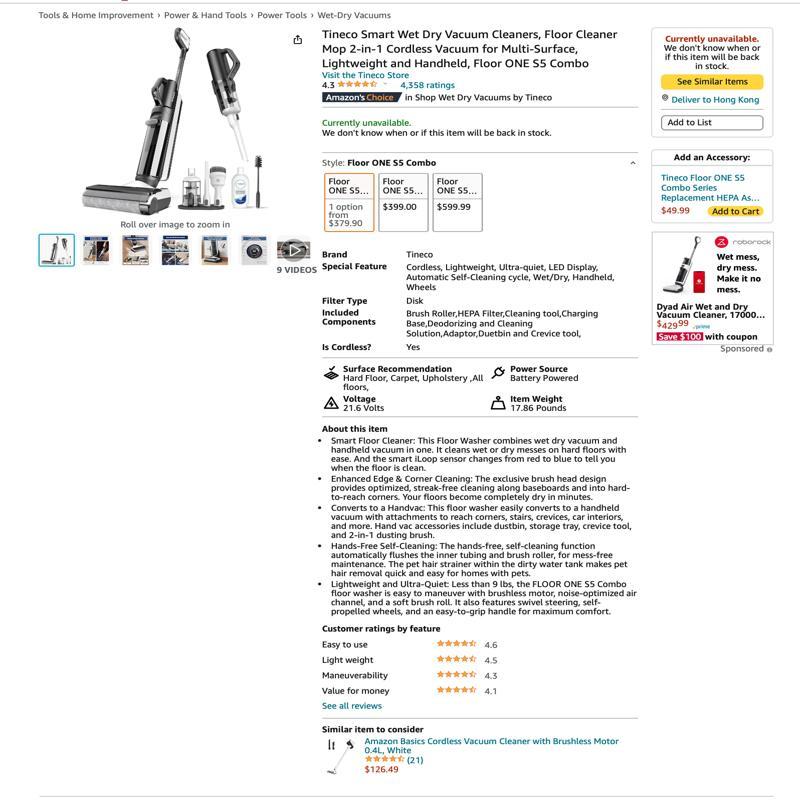 Tools & Home Improvement › Power & Hand Tools › Power Tools › Wet-Dry Vacuums
Tineco Smart Wet Dry Vacuum Cleaners, Floor Cleaner
Mop 2-in-1 Cordless Vacuum for Multi-Surface,
Lightweight and Handheld, Floor ONE S5 Combo
Visit the Tineco Store
4.3 4,358 ratings
Amazon's Choice in Shop Wet Dry Vacuums by Tineco
Currently unavailable.
We don't know when or if this item will be back in stock.
Style: Floor ONE S5 Combo
Floor
ONE S5...
1 option
from
$379.90
Floor
ONE S5...
$399.00
Floor
ONE S5...
$599.99
Roll over image to zoom in
9 VIDEOS
Brand Tineco
Special Feature Cordless, Lightweight, Ultra-quiet, LED Display,
Automatic Self-Cleaning cycle, Wet/Dry, Handheld,
Wheels
Filter Type Disk
Included Components Brush Roller,HEPA Filter,Cleaning tool,Charging
Base,Deodorizing and Cleaning
Solution,Adaptor,Duetbin and Crevice tool,
Is Cordless? Yes
Surface Recommendation
Hard Floor, Carpet, Upholstery ,All
floors,
Power Source
Battery Powered
Voltage
21.6 Volts
Item Weight
17.86 Pounds
About this item
• Smart Floor Cleaner: This Floor Washer combines wet dry vacuum and
handheld vacuum in one. It cleans wet or dry messes on hard floors with
ease. And the smart iLoop sensor changes from red to blue to tell you
when the floor is clean.
• Enhanced Edge & Corner Cleaning: The exclusive brush head design
provides optimized, streak-free cleaning along baseboards and into hard-
to-reach corners. Your floors become completely dry in minutes.
• Converts to a Handvac: This floor washer easily converts to a handheld
vacuum with attachments to reach corners, stairs, crevices, car interiors,
and more. Hand vac accessories include dustbin, storage tray, crevice tool,
and 2-in-1 dusting brush.
• Hands-Free Self-Cleaning: The hands-free, self-cleaning function
automatically flushes the inner tubing and brush roller, for mess-free
maintenance. The pet hair strainer within the dirty water tank makes pet
hair removal quick and easy for homes with pets.
• Lightweight and Ultra-Quiet: Less than 9 lbs, the FLOOR ONE S5 Combo
floor washer is easy to maneuver with brushless motor, noise-optimized air
channel, and a soft brush roll. It also features swivel steering, self-
propelled wheels, and an easy-to-grip handle for maximum comfort.
Customer ratings by feature
Easy to use 4.6
Light weight 4.5
Maneuverability 4.3
Value for money 4.1
See all reviews
Similar item to consider
Amazon Basics Cordless Vacuum Cleaner with Brushless Motor
0.4L, White
(21)
$126.49
Currently unavailable.
We don't know when or
if this item will be back
in stock.
See Similar Items
Deliver to Hong Kong
Add to List
Add an Accessory:
Tineco Floor ONE S5
Combo Series
Replacement HEPA As...
$49.99 Add to Cart
roborock
Wet mess,
dry mess.
Make it no
mess.
Dyad Air Wet and Dry
Vacuum Cleaner, 17000...
$429.99 prime
Save $100 with coupon
Sponsored